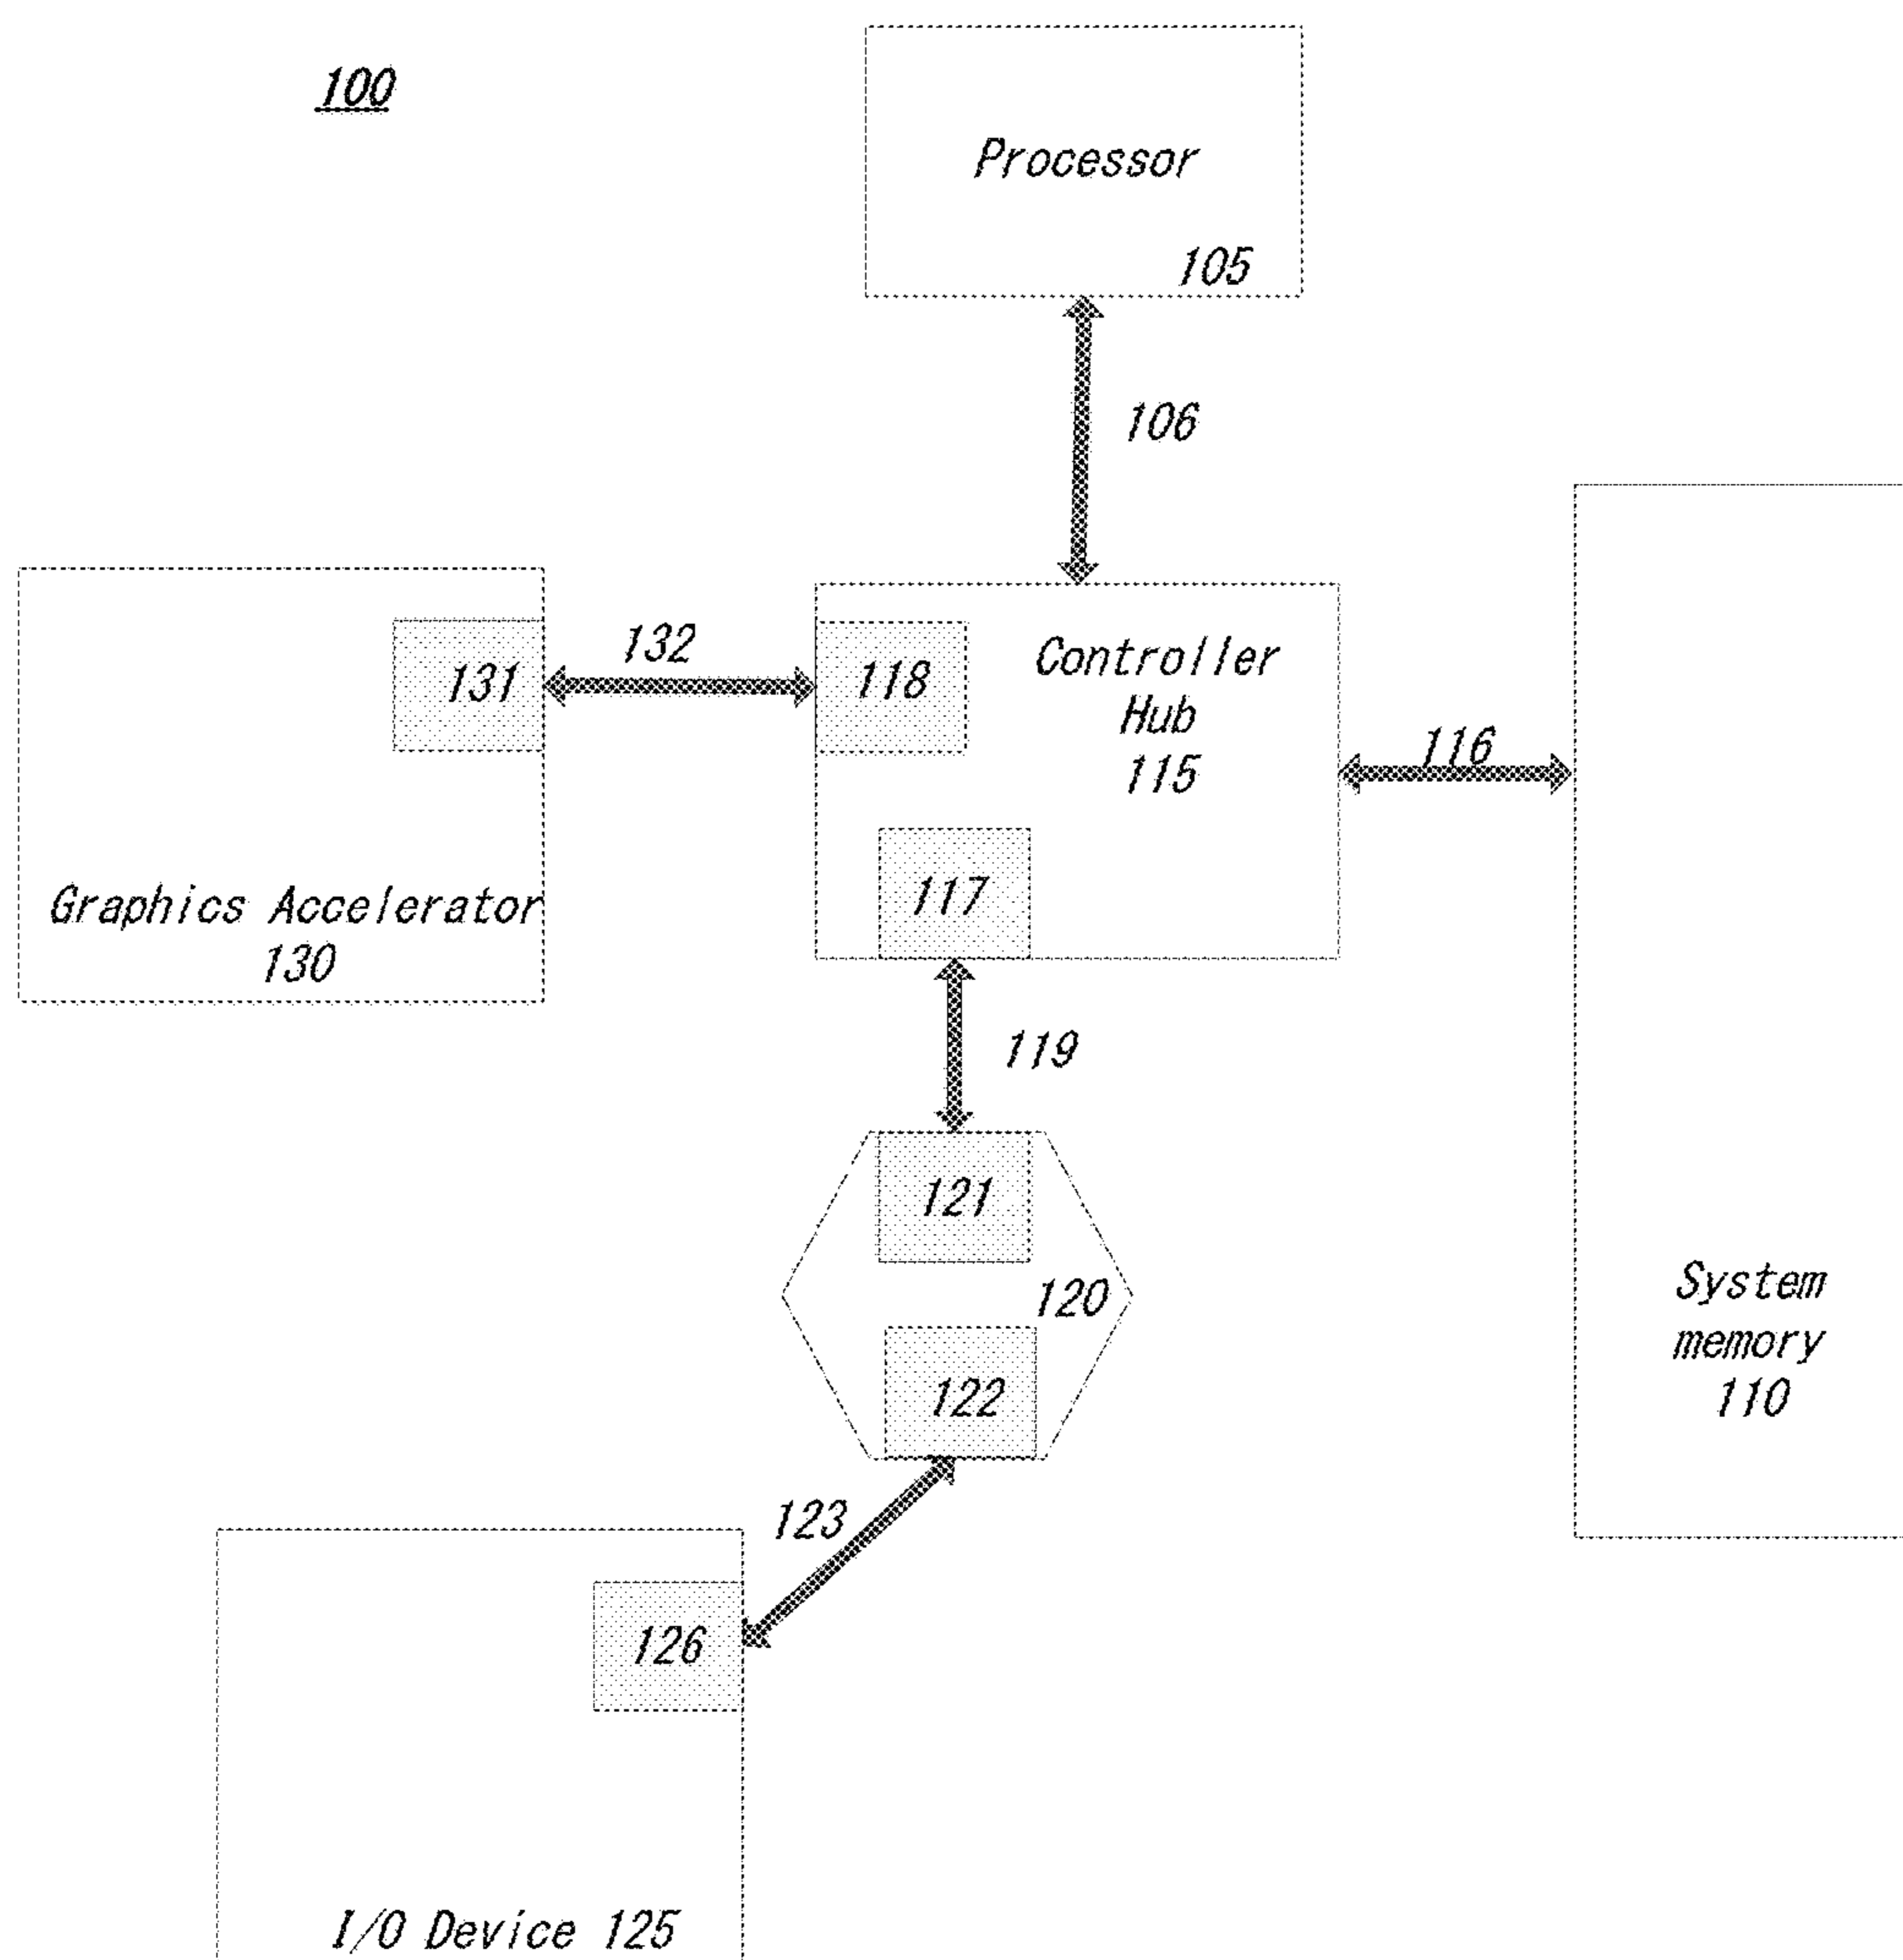 100
Processor
105
106
132
131
118
Controller
Hub
115
116
117
Graphics Accelerator
130
119
121
120
122
System
memory
110
123
126
I/O Device 125